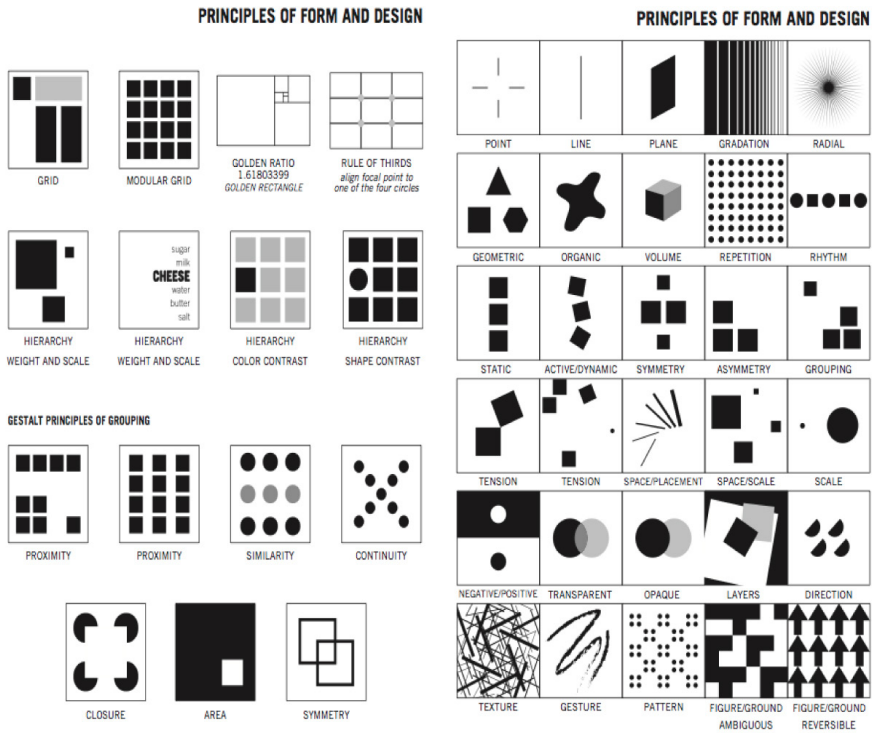 PRINCIPLES OF FORM AND DESIGN
GRID
MODULAR GRID
GOLDEN RATIO
1.61803399
GOLDEN RECTANGLE
RULE OF THIRDS
align focal point to
one of the four circles
sugar
milk
CHEESE
water
butter
salt
HIERARCHY
WEIGHT AND SCALE
HIERARCHY
WEIGHT AND SCALE
HIERARCHY
COLOR CONTRAST
HIERARCHY
SHAPE CONTRAST
GESTALT PRINCIPLES OF GROUPING
PROXIMITY
PROXIMITY
SIMILARITY
CONTINUITY
CLOSURE
AREA
SYMMETRY
PRINCIPLES OF FORM AND DESIGN
POINT
LINE
PLANE
GRADATION
RADIAL
GEOMETRIC
ORGANIC
VOLUME
REPETITION
RHYTHM
STATIC
ACTIVE/DYNAMIC
SYMMETRY
ASYMMETRY
GROUPING
TENSION
TENSION
SPACE/PLACEMENT
SPACE/SCALE
SCALE
NEGATIVE/POSITIVE
TRANSPARENT
OPAQUE
LAYERS
DIRECTION
TEXTURE
GESTURE
PATTERN
FIGURE/GROUND
AMBIGUOUS
FIGURE/GROUND
REVERSIBLE